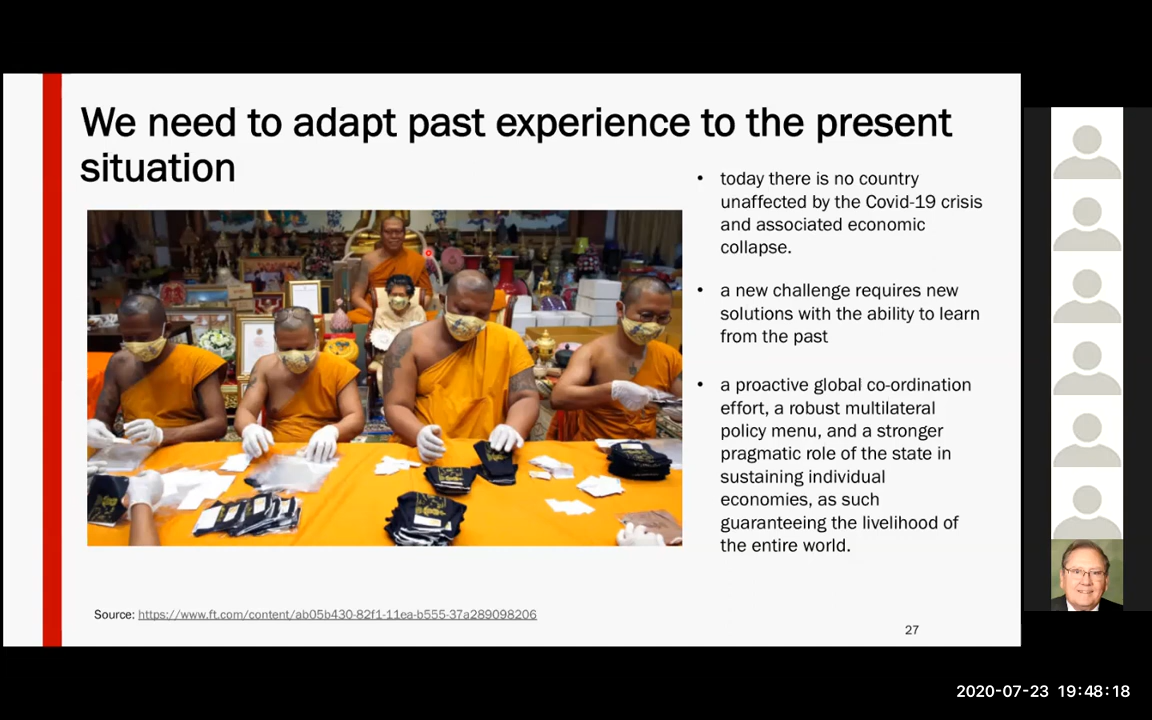 We need to adapt past experience to the present
situation
• today there is no country
unaffected by the Covid-19 crisis
and associated economic
collapse.
• a new challenge requires new
solutions with the ability to learn
from the past
• a proactive global co-ordination
effort, a robust multilateral
policy menu, and a stronger
pragmatic role of the state in
sustaining individual
economies, as such
guaranteeing the livelihood of
the entire world.
Source: https://www.ft.com/content/ab05b430-82f1-11ea-b555-37a289098206
27
2020-07-23 19:48:18